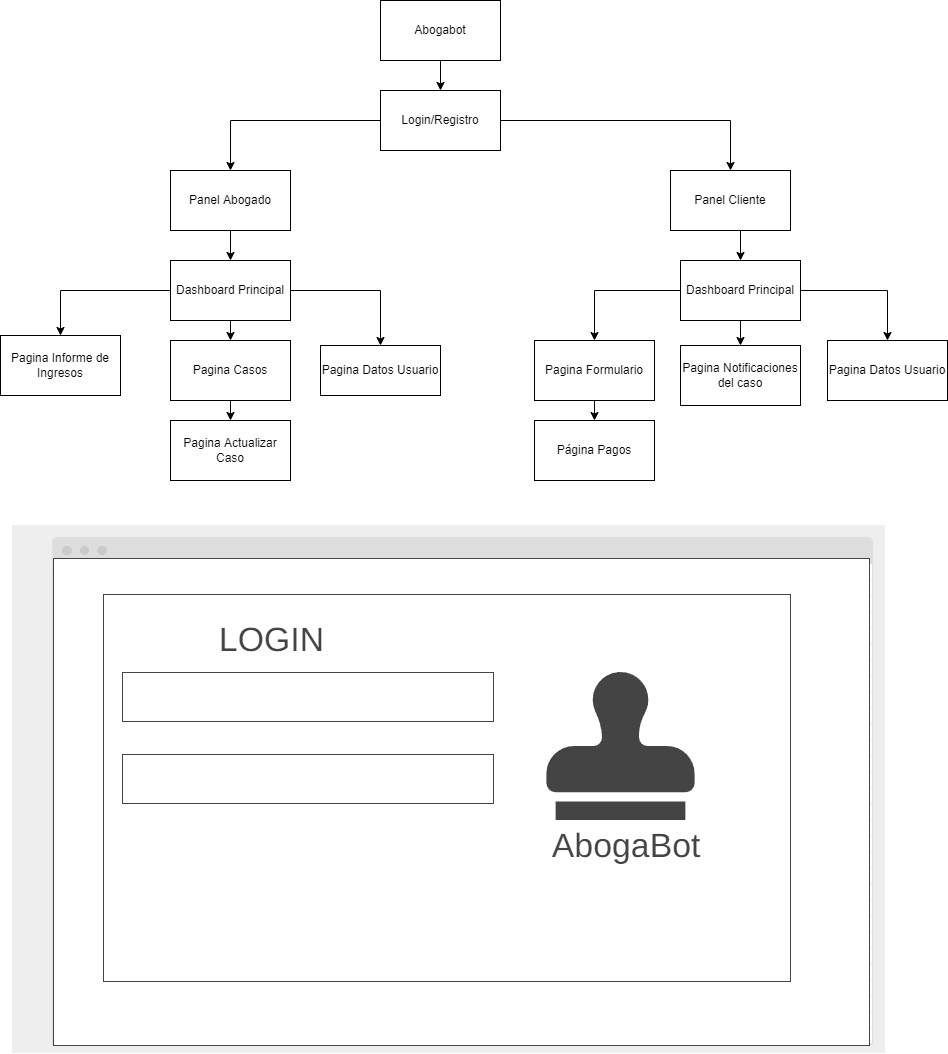 Abogabot
Login/Registro
Panel Abogado
Panel Cliente
Dashboard Principal
Dashboard Principal
Pagina Informe de
Ingresos
Pagina Casos
Pagina Datos Usuario
Pagina Formulario
Pagina Notificaciones
del caso
Pagina Datos Usuario
Pagina Actualizar
Caso
Página Pagos
LOGIN
AbogaBot